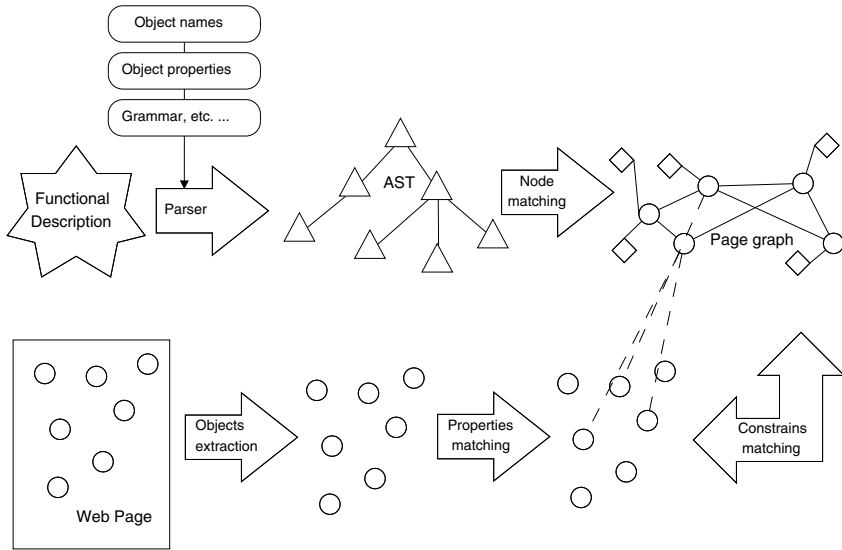 Object names
Object properties
Grammar, etc. ...
Functional
Description
Parser
AST
Node
matching
Page graph
Web Page
Objects
extraction
Properties
matching
Constrains
matching